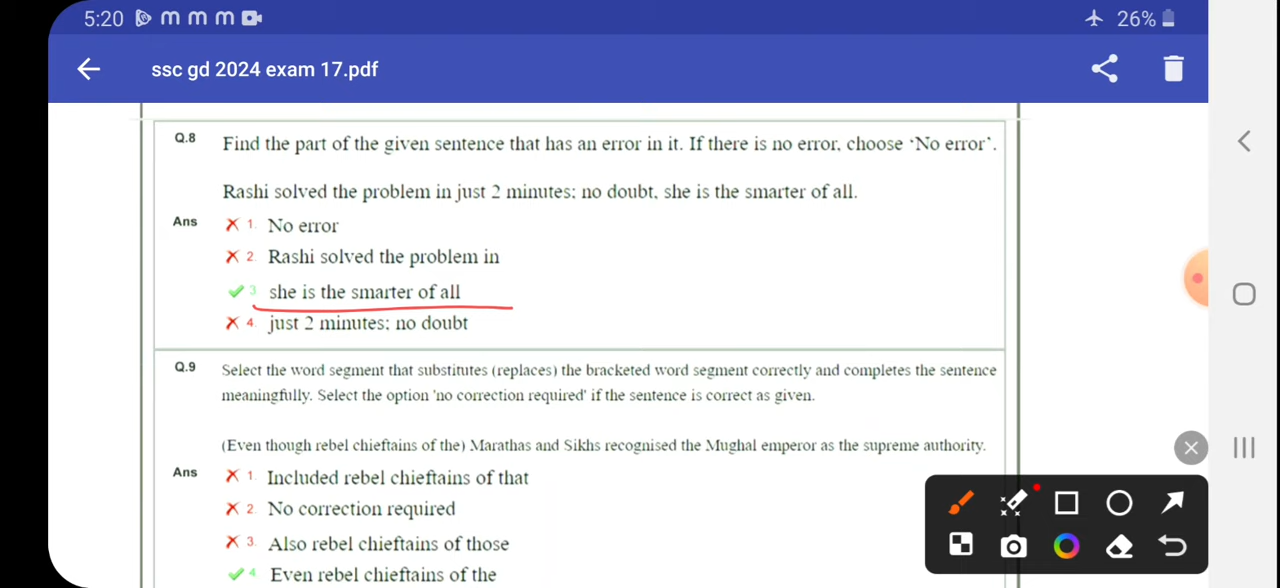 5:20 m m m 26%
ssc gd 2024 exam 17.pdf
Q.8 Find the part of the given sentence that has an error in it. If there is no error, choose 'No error'.
Rashi solved the problem in just 2 minutes; no doubt, she is the smarter of all.
Ans 1. No error
2. Rashi solved the problem in
3. she is the smarter of all
4. just 2 minutes; no doubt
Q.9 Select the word segment that substitutes (replaces) the bracketed word segment correctly and completes the sentence
meaningfully. Select the option 'no correction required' if the sentence is correct as given.
(Even though rebel chieftains of the) Marathas and Sikhs recognised the Mughal emperor as the supreme authority.
Ans 1. Included rebel chieftains of that
2. No correction required
3. Also rebel chieftains of those
4. Even rebel chieftains of the